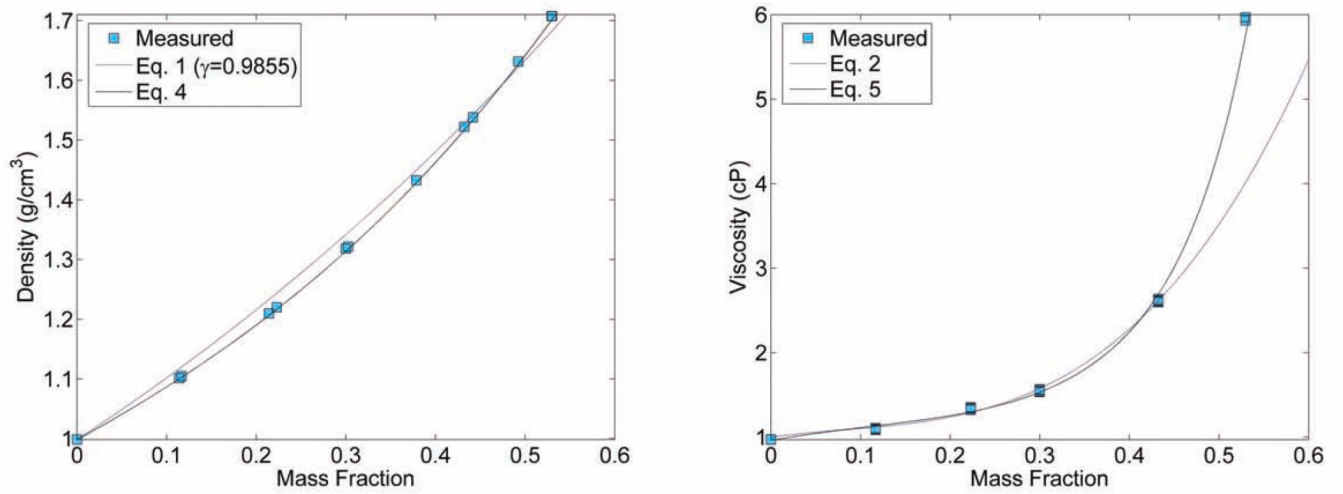 1.7
1.6
1.5
1.4
1.3
1.2
1.1
1
Density (g/cm³)
Measured
Eq. 1 (γ=0.9855)
Eq. 4
0 0.1 0.2 0.3 0.4 0.5 0.6
Mass Fraction
6
5
4
3
2
1
Viscosity (cP)
Measured
Eq. 2
Eq. 5
0 0.1 0.2 0.3 0.4 0.5 0.6
Mass Fraction